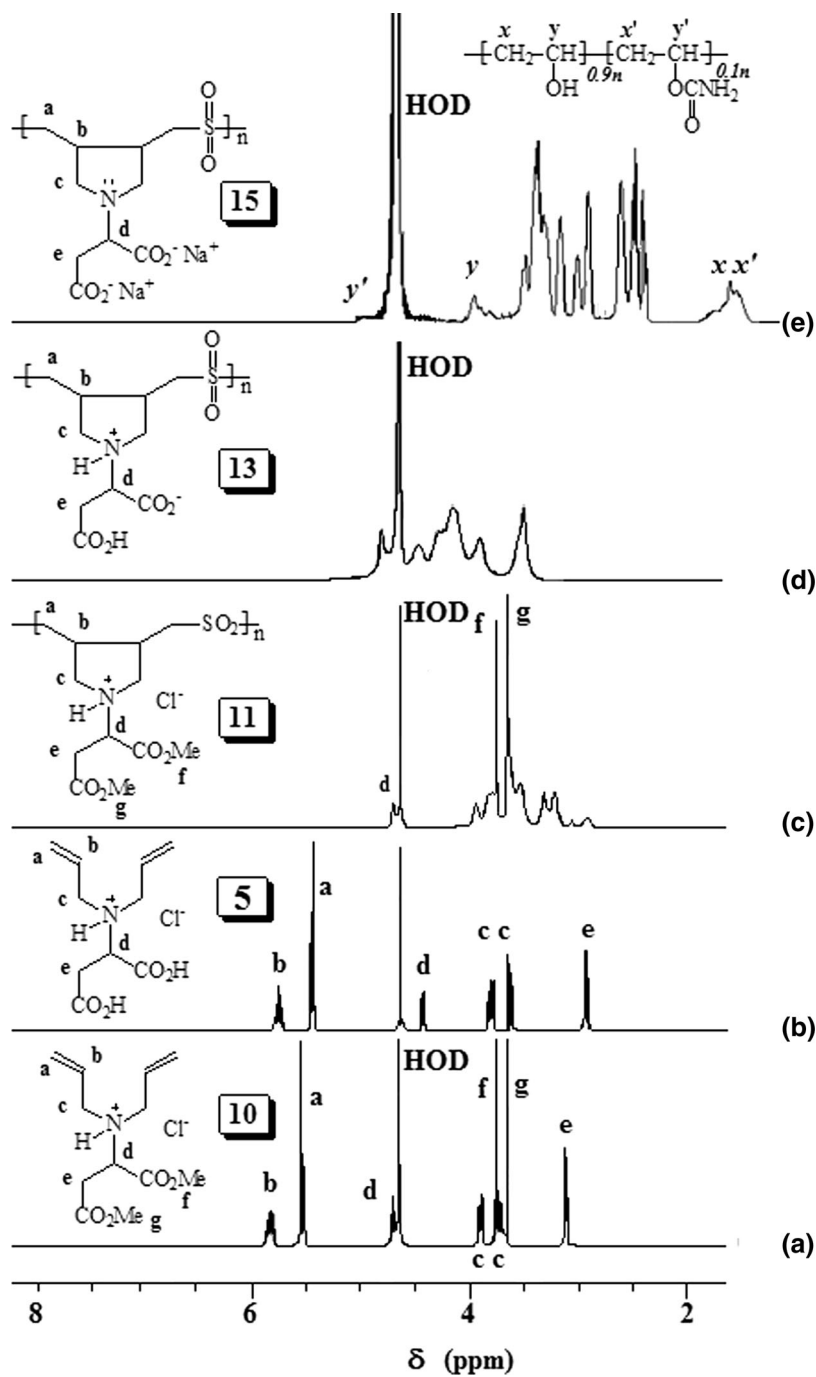 x y x' y'
-[CH₂-CH]-[CH₂-CH]-
0.9n 0.1n
OH OCNH₂
O
HOD
a
b
-[ S ]n
O
O
c
N
d
e
CO₂⁻ Na⁺
CO₂⁻ Na⁺
15
y' y x x'
(e)
a
b
-[ S ]n
O
O
c
H-N+
d
e
CO₂⁻
CO₂H
13
HOD
(d)
a
b
-[ SO₂ ]n
c
H-N+ Cl⁻
d
e
CO₂Me
f
CO₂Me
g
11
HOD f g
d
(c)
a b
c
H-N+ Cl⁻
d
e
CO₂H
CO₂H
5
b a d c c e
(b)
a b
c
H-N+ Cl⁻
d
e
CO₂Me
f
CO₂Me g
10
HOD
b a d f g e
c c
(a)
8 6 4 2
δ (ppm)